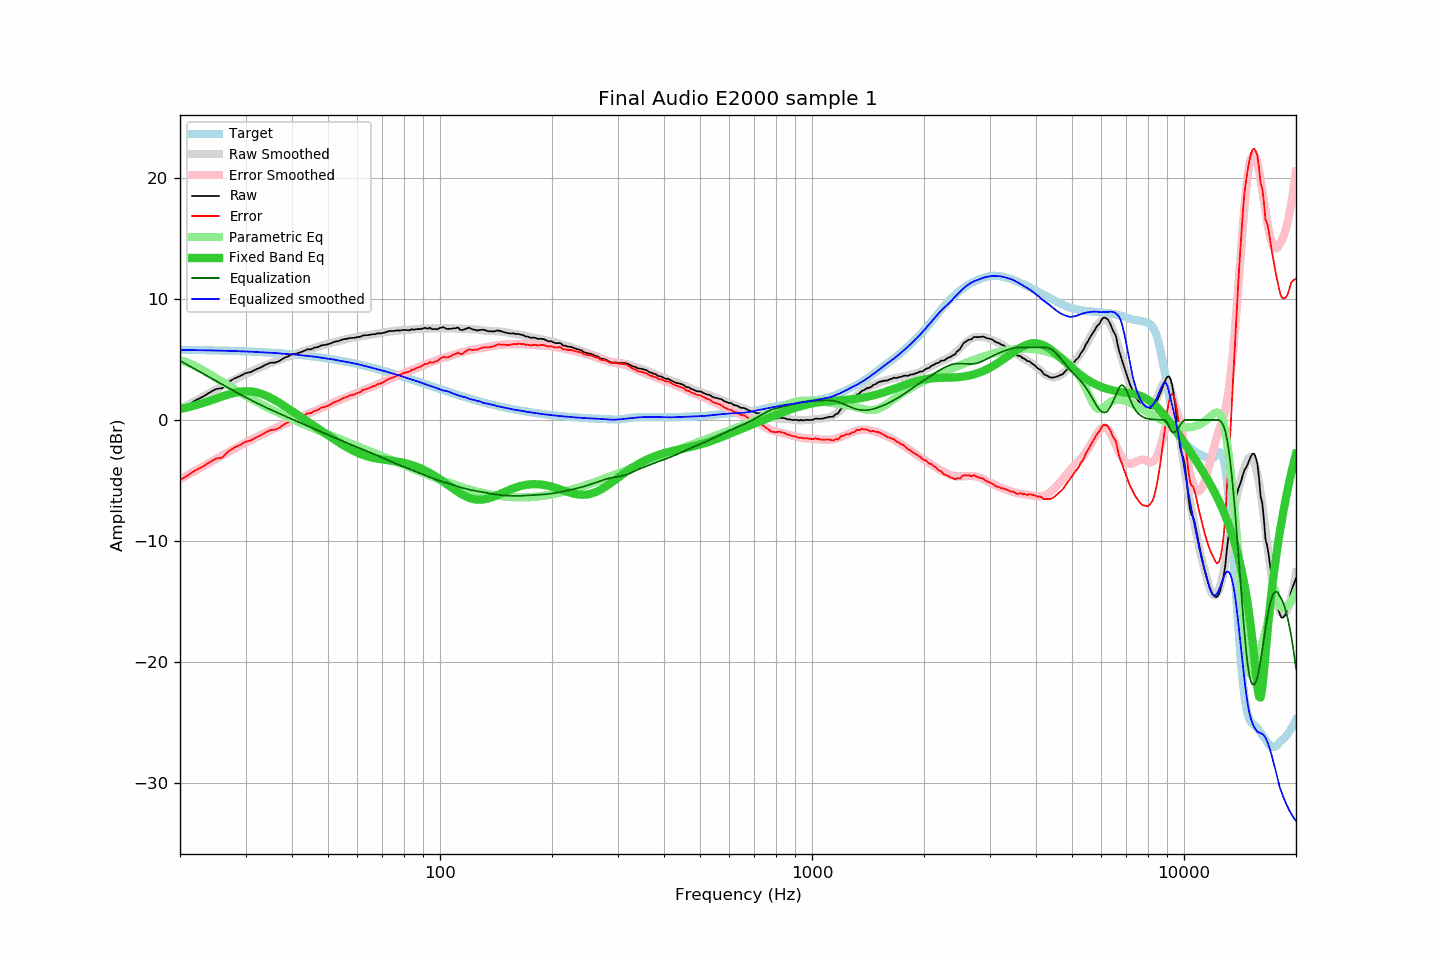 Final Audio E2000 sample 1
Target
Raw Smoothed
Error Smoothed
Raw
Error
Parametric Eq
Fixed Band Eq
Equalization
Equalized smoothed
20
10
0
−10
−20
−30
Amplitude (dBr)
100
1000
10000
Frequency (Hz)